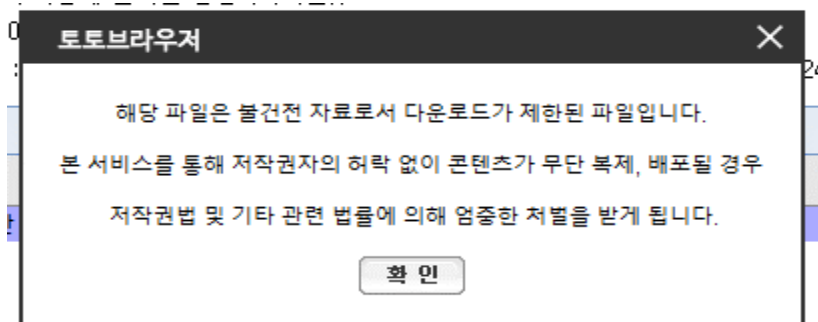 토토브라우져
해당 파일은 불건전 자료로서 다운로드가 제한된 파일입니다.
본 서비스를 통해 저작권자의 허락 없이 콘텐츠가 무단 복제, 배포될 경우
저작권법 및 기타 관련 법률에 의해 엄중한 처벌을 받게 됩니다.
확 인